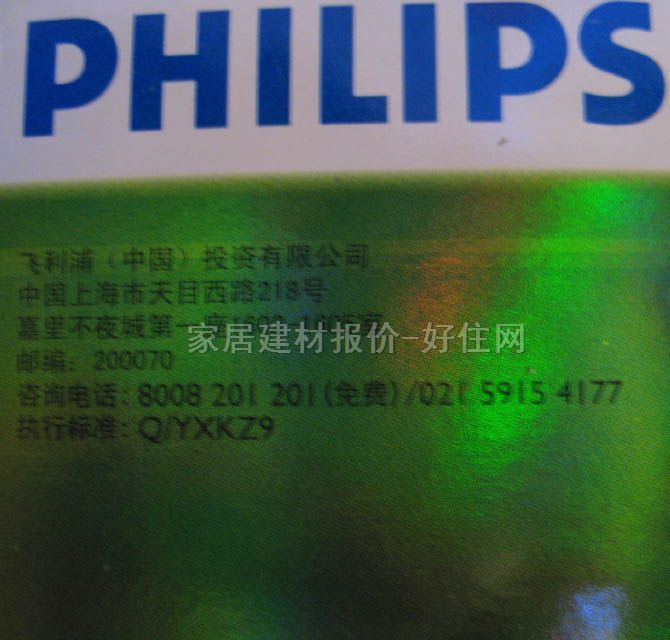 PHILIPS
飞利浦（中国）投资有限公司
中国上海市天目西路218号
嘉里不夜城第一座
家居建材报价-好住网
邮编：200070
咨询电话：8008 201 201(免费)/021 5915 4177
执行标准：Q/YXKZ9